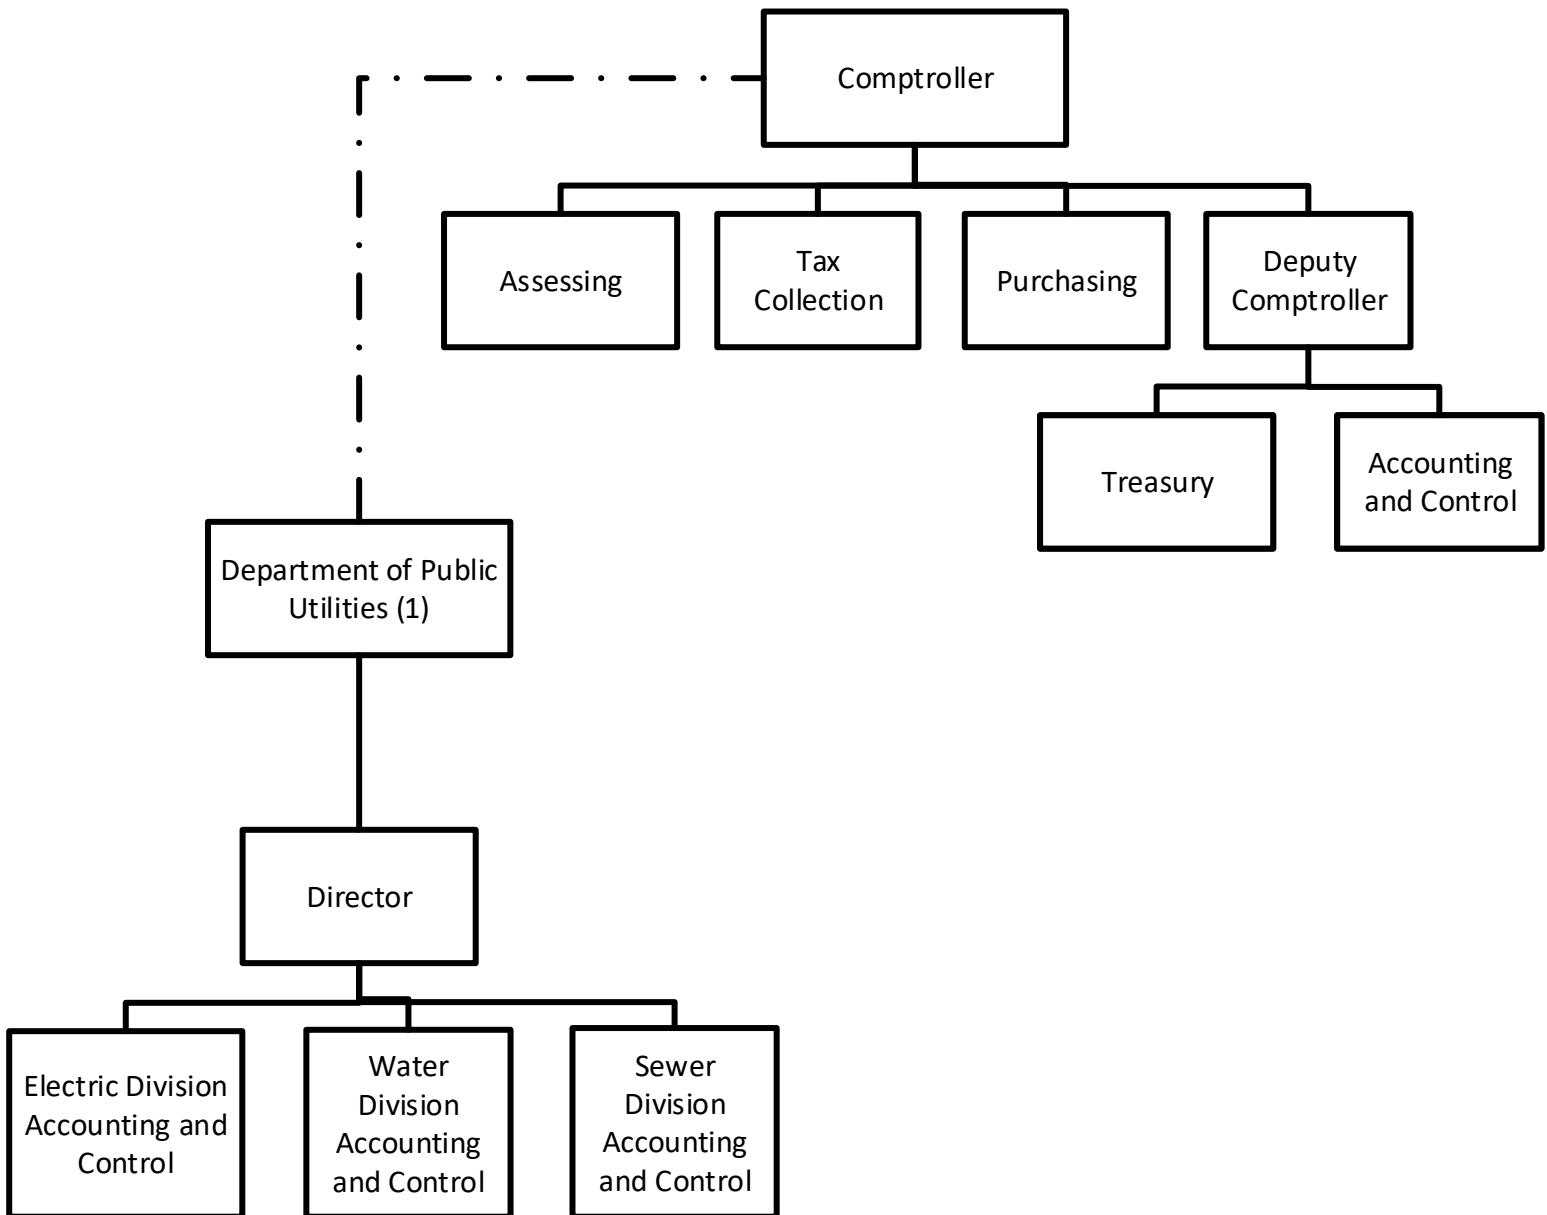 Comptroller
Assessing
Tax
Collection
Purchasing
Deputy
Comptroller
Treasury
Accounting
and Control
Department of Public
Utilities (1)
Director
Electric Division
Accounting and
Control
Water
Division
Accounting
and Control
Sewer
Division
Accounting
and Control